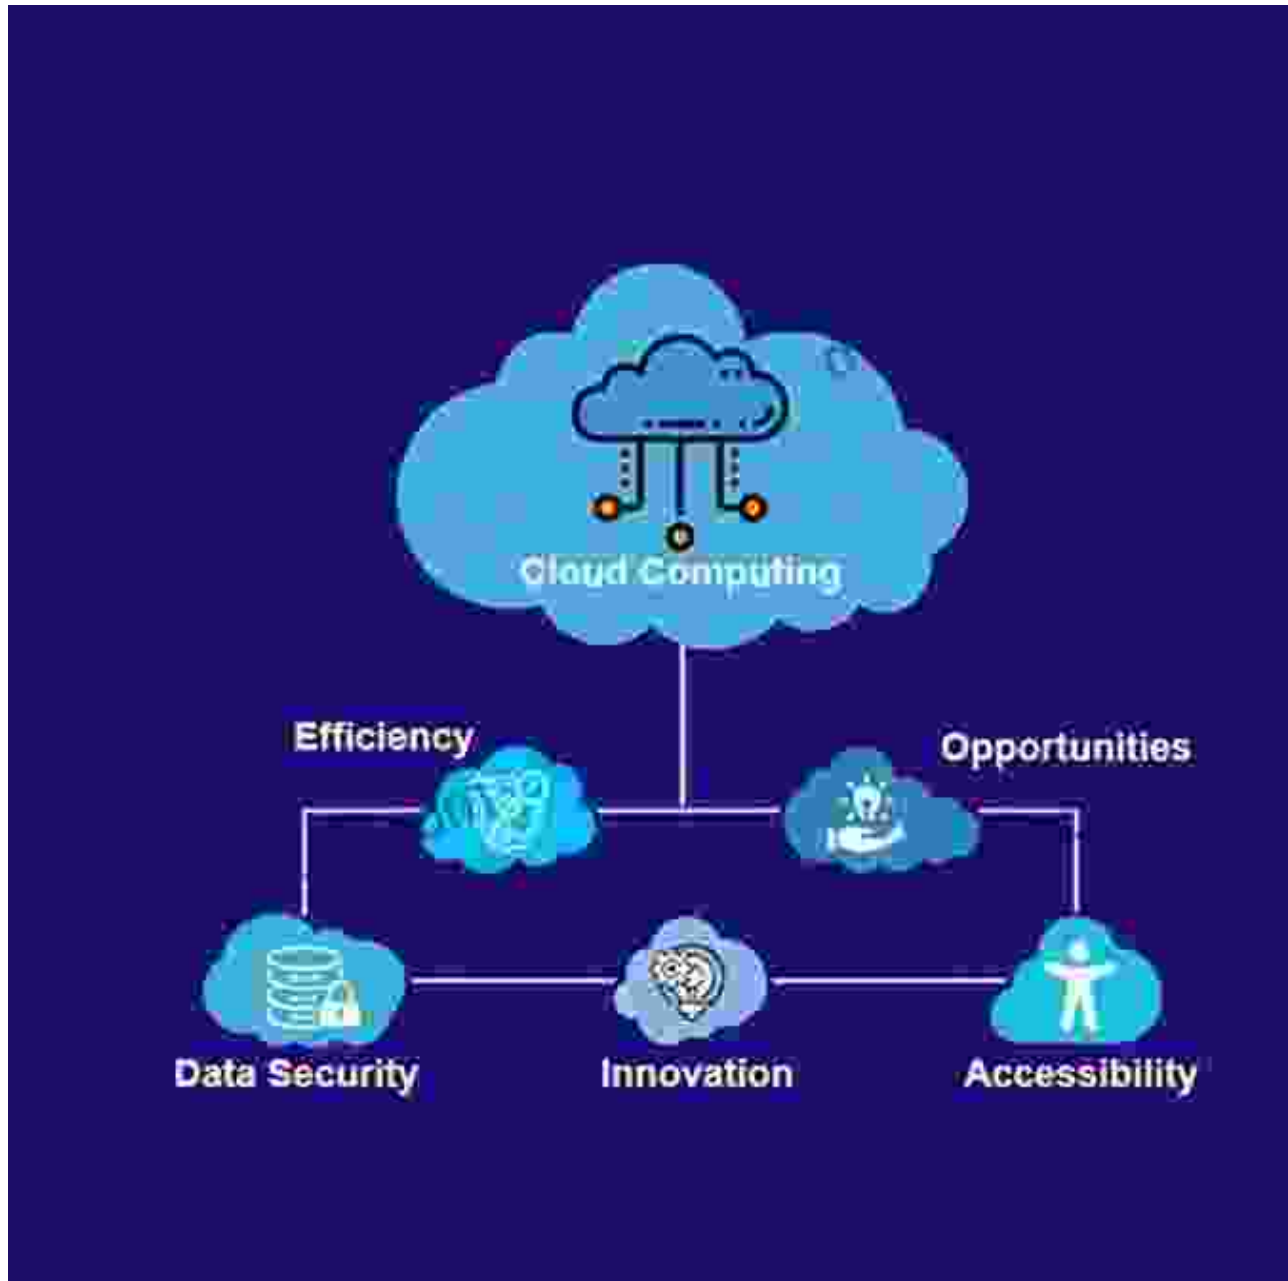 Cloud Computing
Efficiency
Opportunities
Data Security
Innovation
Accessibility